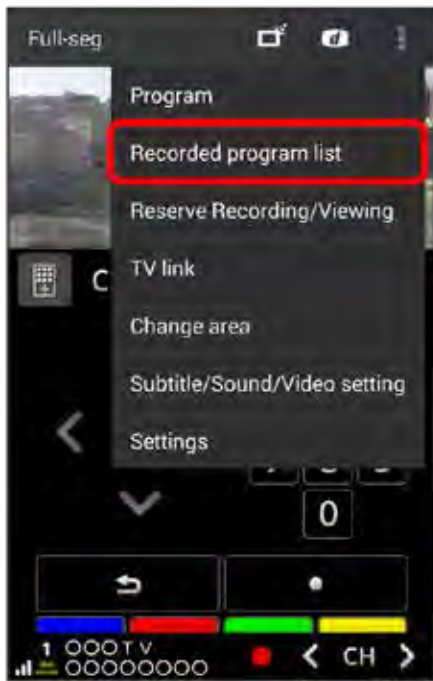 Full-seg
Program
Recorded program list
Reserve Recording/Viewing
TV link
Change area
Subtitle/Sound/Video setting
Settings
C
0
1 OOOTV
OOOOOOOO
CH